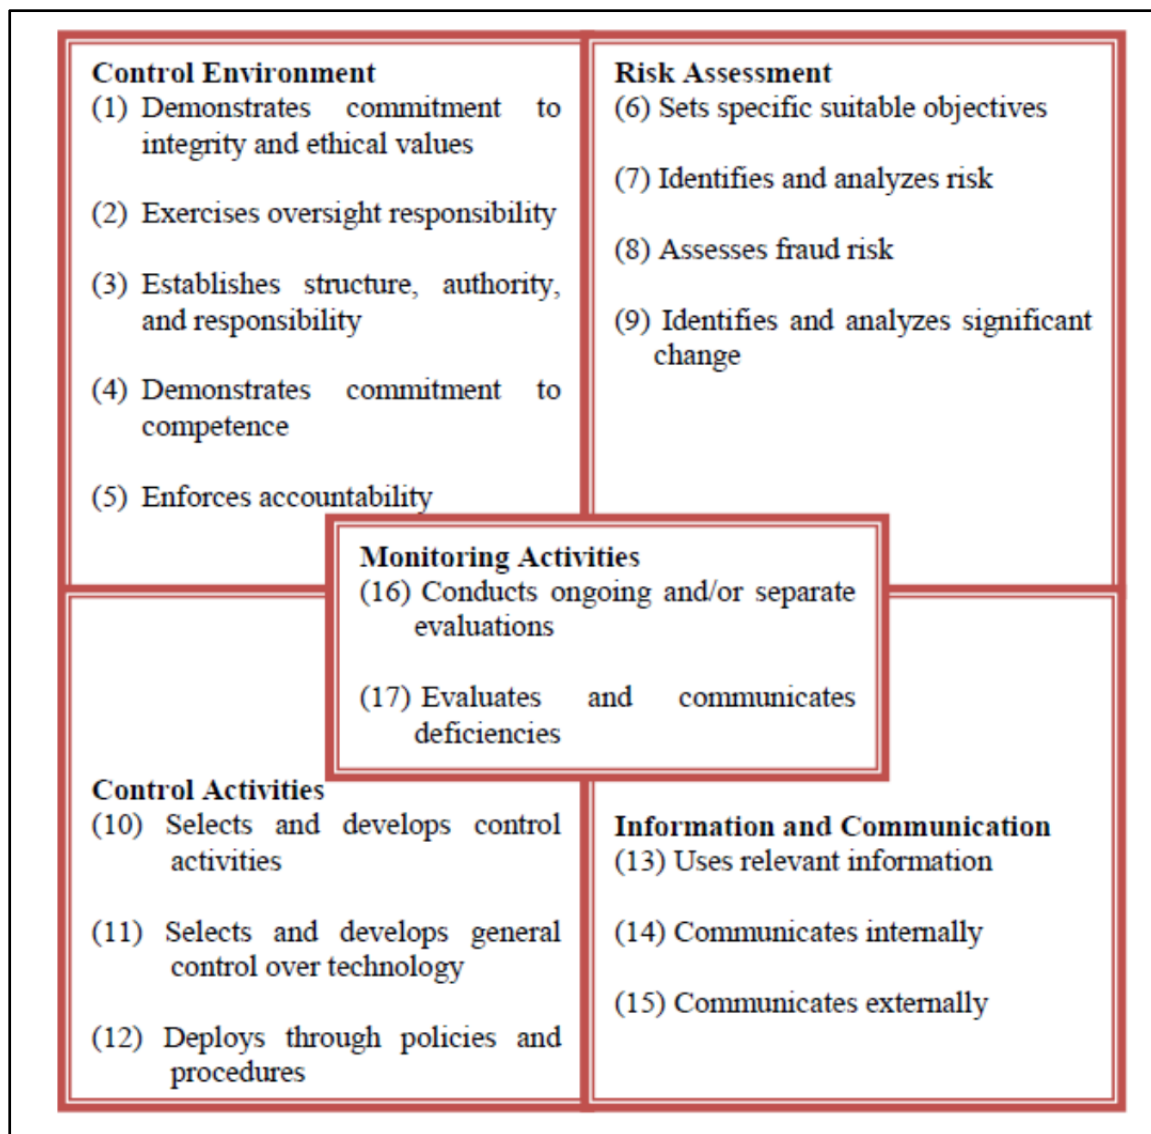 Control Environment
(1) Demonstrates commitment to
integrity and ethical values
(2) Exercises oversight responsibility
(3) Establishes structure, authority,
and responsibility
(4) Demonstrates commitment to
competence
(5) Enforces accountability
Risk Assessment
(6) Sets specific suitable objectives
(7) Identifies and analyzes risk
(8) Assesses fraud risk
(9) Identifies and analyzes significant
change
Monitoring Activities
(16) Conducts ongoing and/or separate
evaluations
(17) Evaluates and communicates
deficiencies
Control Activities
(10) Selects and develops control
activities
(11) Selects and develops general
control over technology
(12) Deploys through policies and
procedures
Information and Communication
(13) Uses relevant information
(14) Communicates internally
(15) Communicates externally